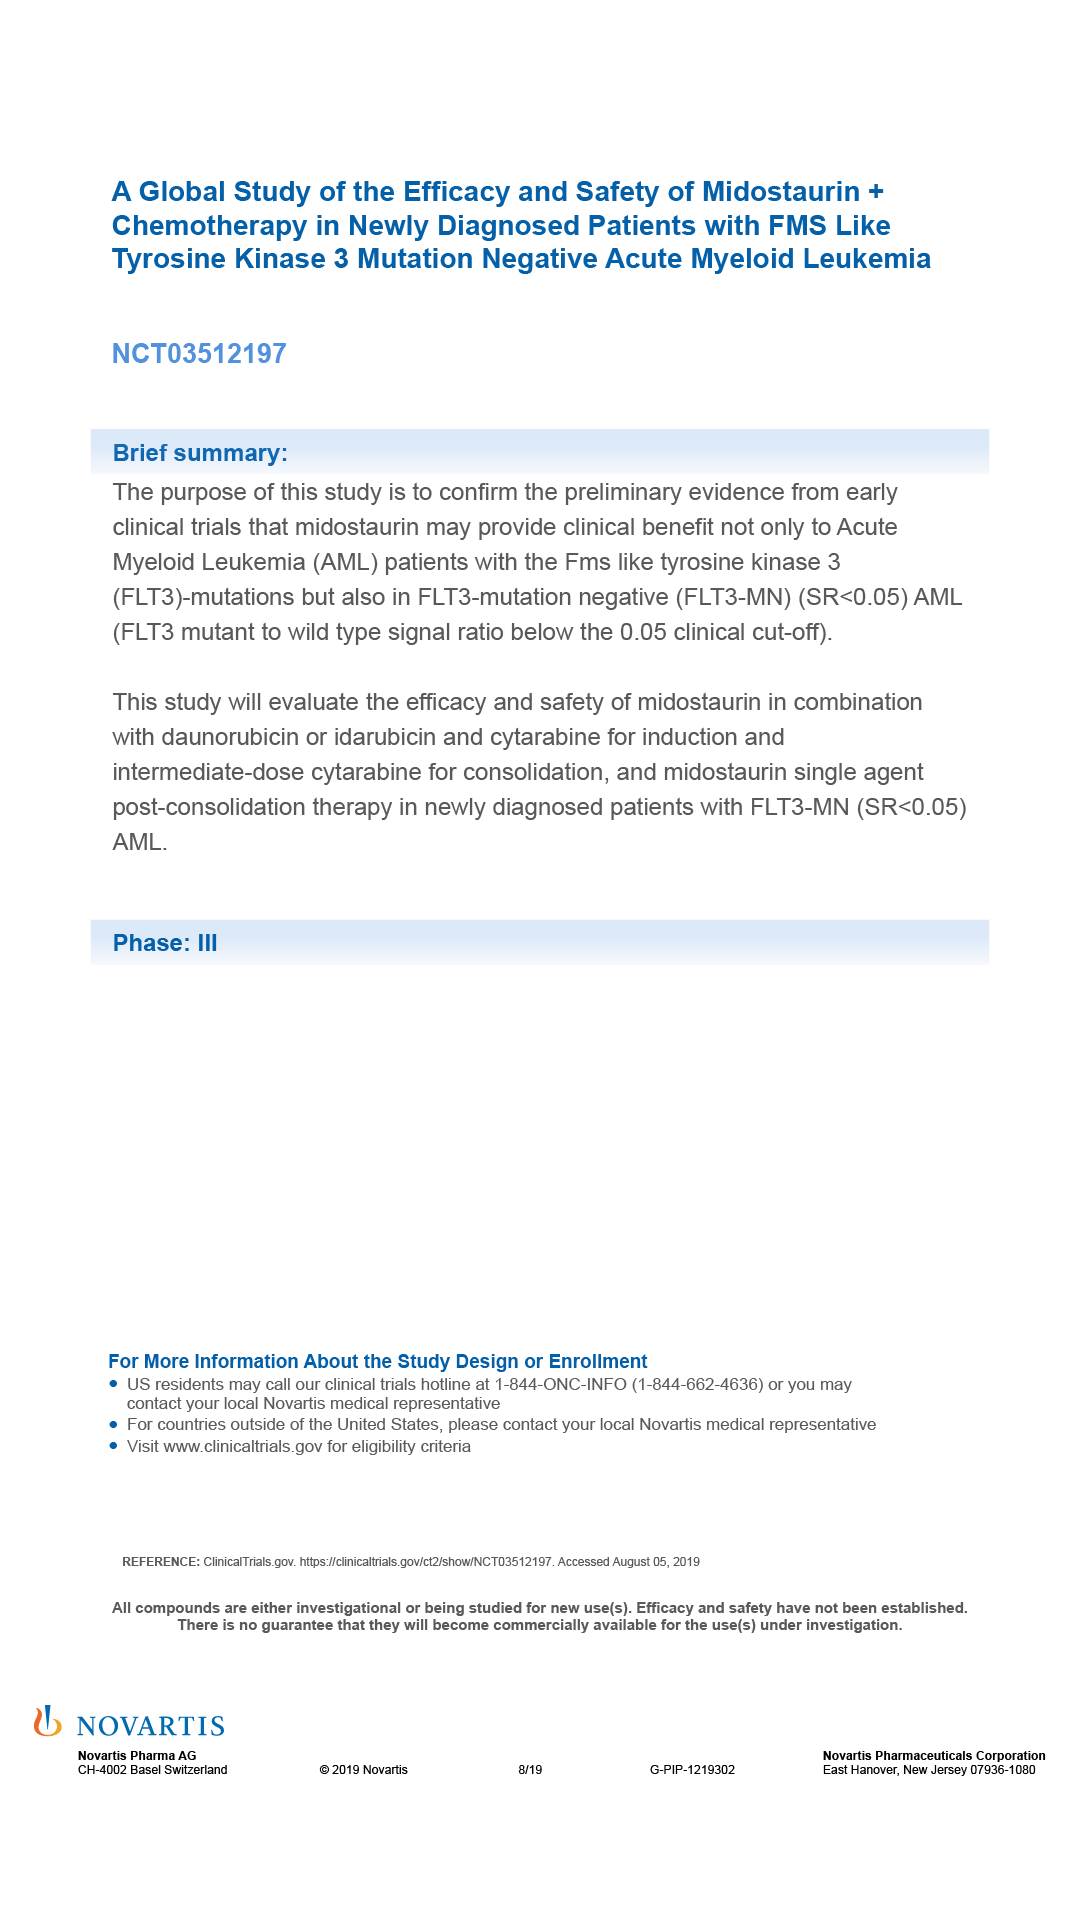 A Global Study of the Efficacy and Safety of Midostaurin +
Chemotherapy in Newly Diagnosed Patients with FMS Like
Tyrosine Kinase 3 Mutation Negative Acute Myeloid Leukemia
NCT03512197
Brief summary:
The purpose of this study is to confirm the preliminary evidence from early
clinical trials that midostaurin may provide clinical benefit not only to Acute
Myeloid Leukemia (AML) patients with the Fms like tyrosine kinase 3
(FLT3)-mutations but also in FLT3-mutation negative (FLT3-MN) (SR<0.05) AML
(FLT3 mutant to wild type signal ratio below the 0.05 clinical cut-off).
This study will evaluate the efficacy and safety of midostaurin in combination
with daunorubicin or idarubicin and cytarabine for induction and
intermediate-dose cytarabine for consolidation, and midostaurin single agent
post-consolidation therapy in newly diagnosed patients with FLT3-MN (SR<0.05)
AML.
Phase: III
For More Information About the Study Design or Enrollment
• US residents may call our clinical trials hotline at 1-844-ONC-INFO (1-844-662-4636) or you may
contact your local Novartis medical representative
• For countries outside of the United States, please contact your local Novartis medical representative
• Visit www.clinicaltrials.gov for eligibility criteria
REFERENCE: ClinicalTrials.gov. https://clinicaltrials.gov/ct2/show/NCT03512197. Accessed August 05, 2019
All compounds are either investigational or being studied for new use(s). Efficacy and safety have not been established.
There is no guarantee that they will become commercially available for the use(s) under investigation.
NOVARTIS
Novartis Pharma AG
CH-4002 Basel Switzerland
© 2019 Novartis
8/19
G-PIP-1219302
Novartis Pharmaceuticals Corporation
East Hanover, New Jersey 07936-1080